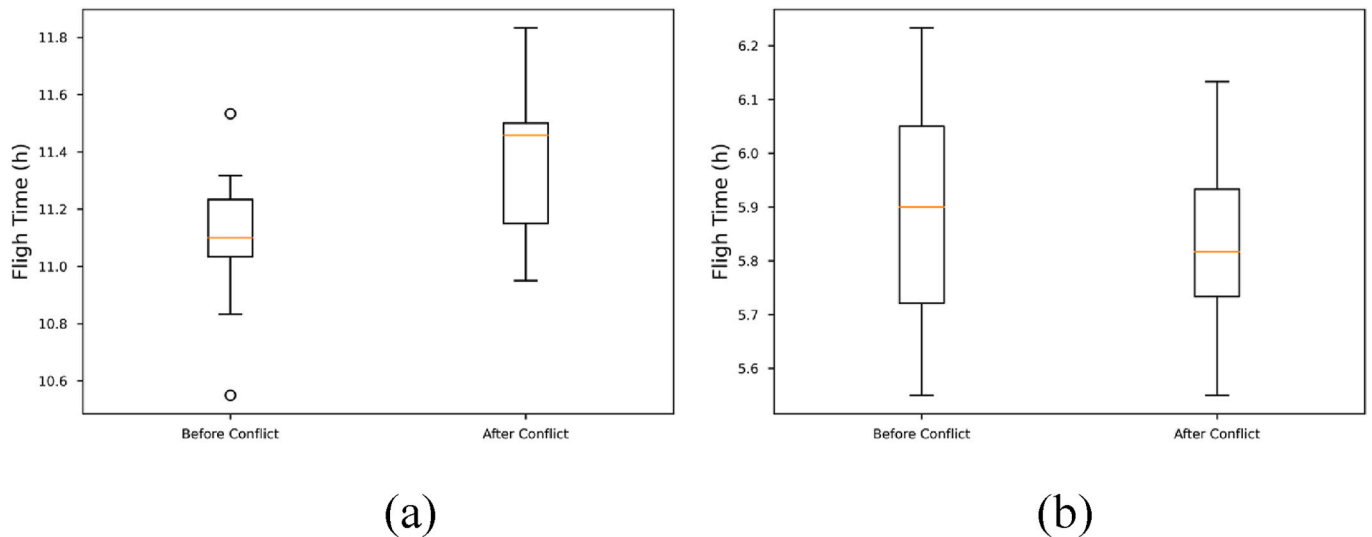 Fligh Time (h)
11.8
11.6
11.4
11.2
11.0
10.8
10.6
Before Conflict
After Conflict
(a)
Fligh Time (h)
6.2
6.1
6.0
5.9
5.8
5.7
5.6
Before Conflict
After Conflict
(b)